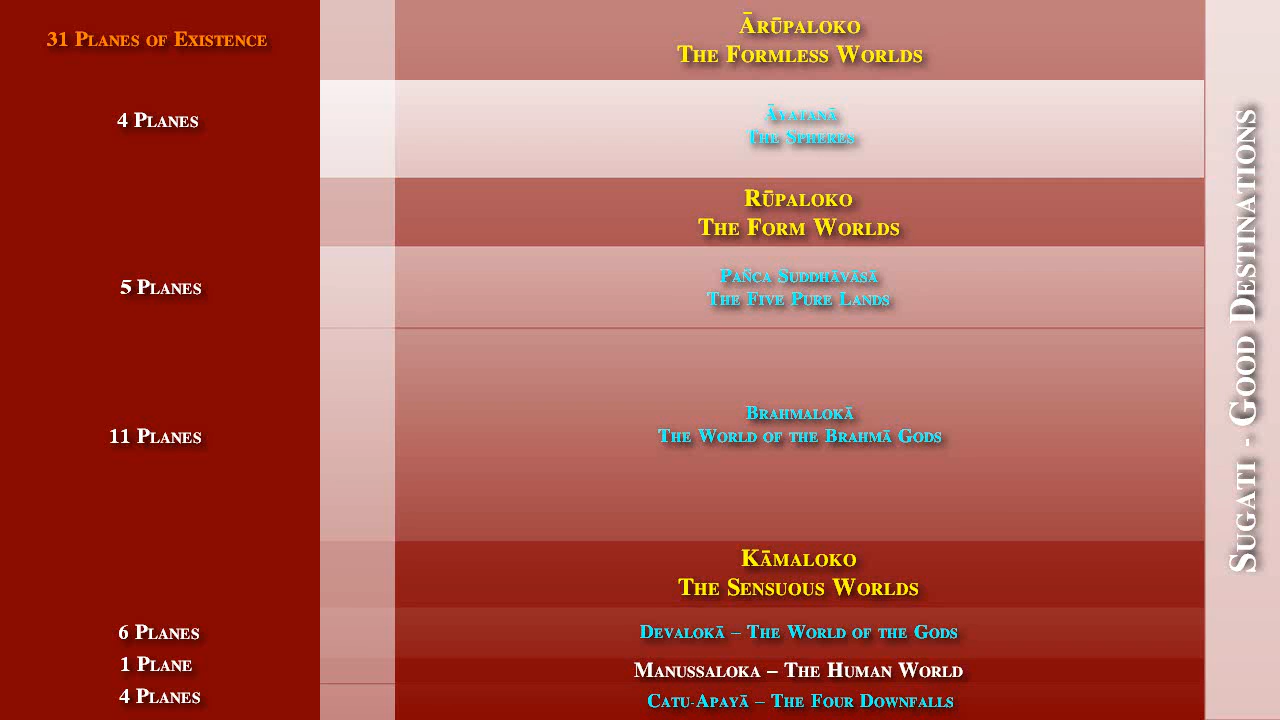 31 Planes of Existence
Ārūpaloko
The Formless Worlds
4 Planes
Āyatanā
The Spheres
Rūpaloko
The Form Worlds
5 Planes
Pañca Suddhāvāsā
The Five Pure Lands
11 Planes
Brahmalokā
The World of the Brahmā Gods
Kāmaloko
The Sensuous Worlds
6 Planes
Devalokā – The World of the Gods
1 Plane
Manussaloka – The Human World
4 Planes
Catu-Apayā – The Four Downfalls
Sugati - Good Destinations